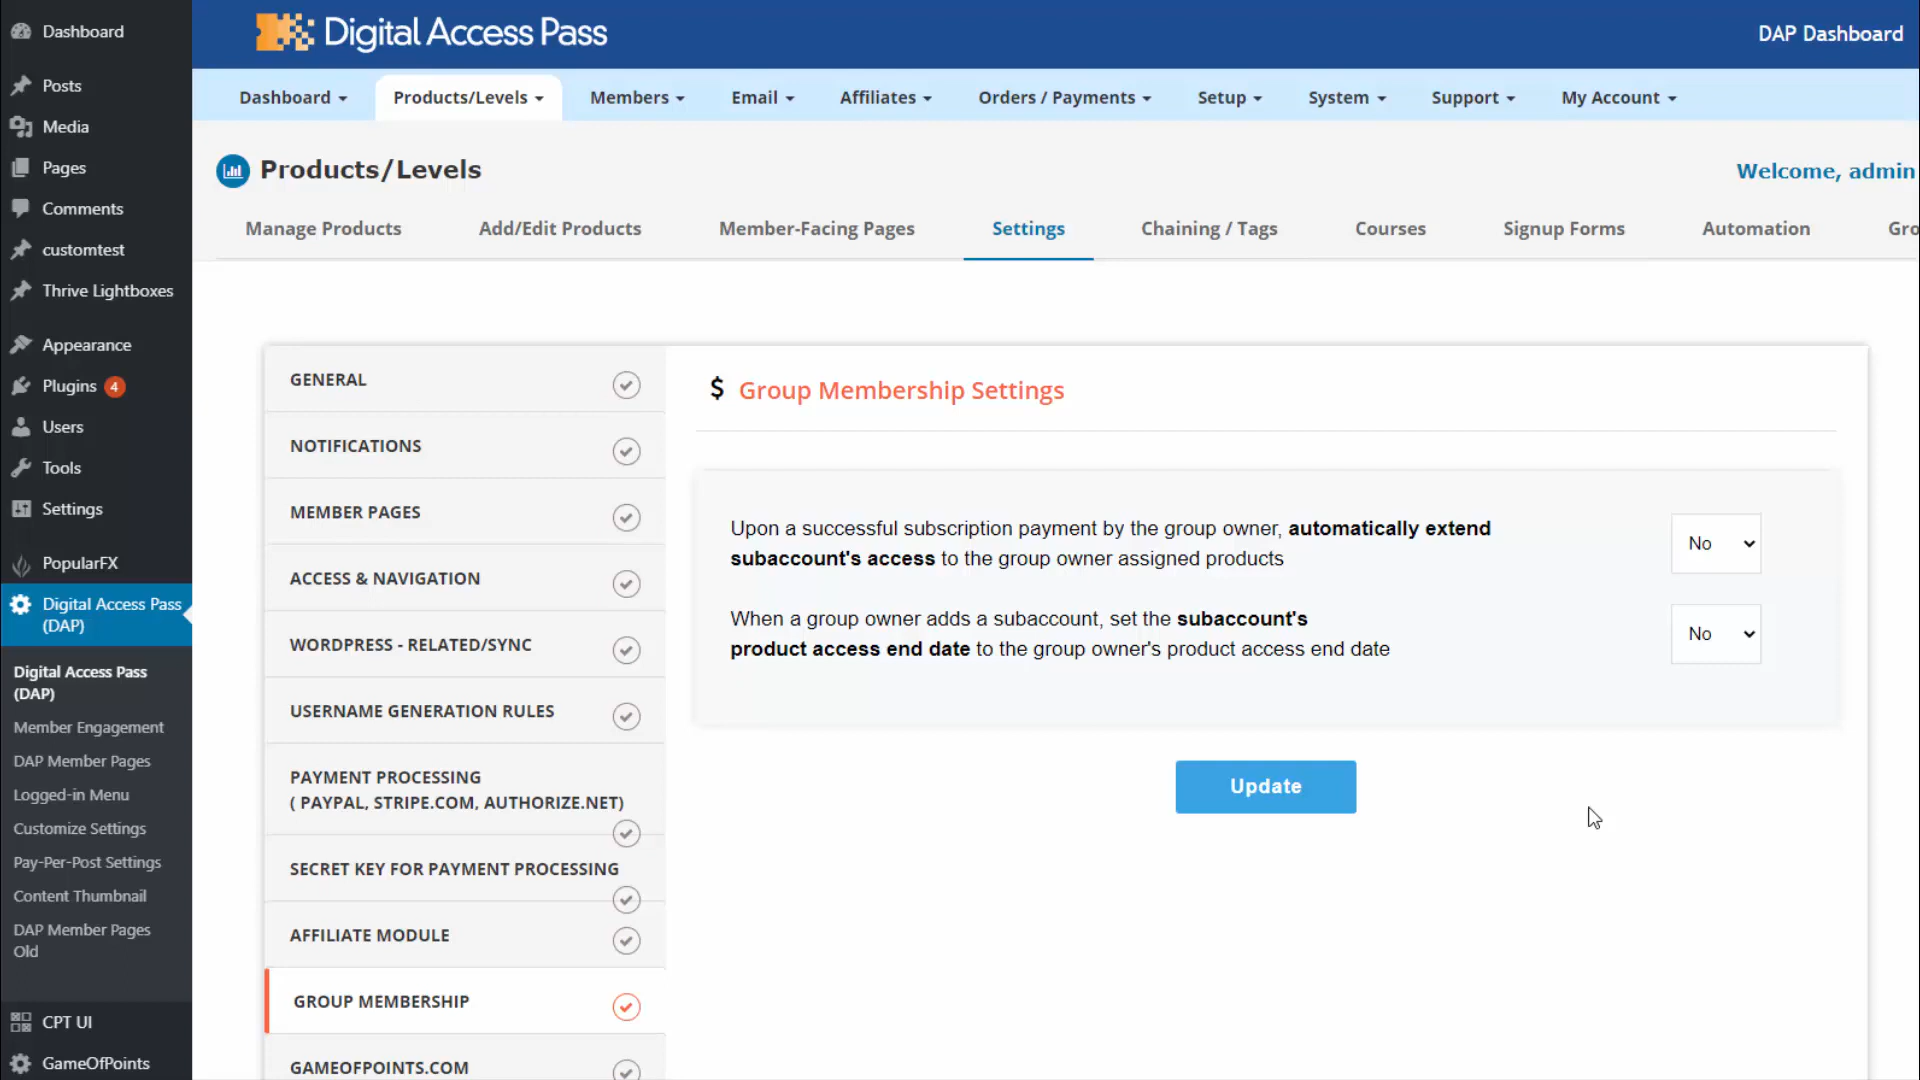 Dashboard
Posts
Media
Pages
Comments
customtest
Thrive Lightboxes
Appearance
Plugins 4
Users
Tools
Settings
PopularFX
Digital Access Pass
(DAP)
Digital Access Pass
(DAP)
Member Engagement
DAP Member Pages
Logged-in Menu
Customize Settings
Pay-Per-Post Settings
Content Thumbnail
DAP Member Pages
Old
CPT UI
GameOfPoints
Digital Access Pass
DAP Dashboard
Dashboard Products/Levels Members Email Affiliates Orders / Payments Setup System Support My Account
Products/Levels
Welcome, admin
Manage Products Add/Edit Products Member-Facing Pages Settings Chaining / Tags Courses Signup Forms Automation Gro
GENERAL
NOTIFICATIONS
MEMBER PAGES
ACCESS & NAVIGATION
WORDPRESS - RELATED/SYNC
USERNAME GENERATION RULES
PAYMENT PROCESSING
( PAYPAL, STRIPE.COM, AUTHORIZE.NET)
SECRET KEY FOR PAYMENT PROCESSING
AFFILIATE MODULE
GROUP MEMBERSHIP
GAMEOFPOINTS.COM
$ Group Membership Settings
Upon a successful subscription payment by the group owner, automatically extend
subaccount's access to the group owner assigned products
No
When a group owner adds a subaccount, set the subaccount's
product access end date to the group owner's product access end date
No
Update